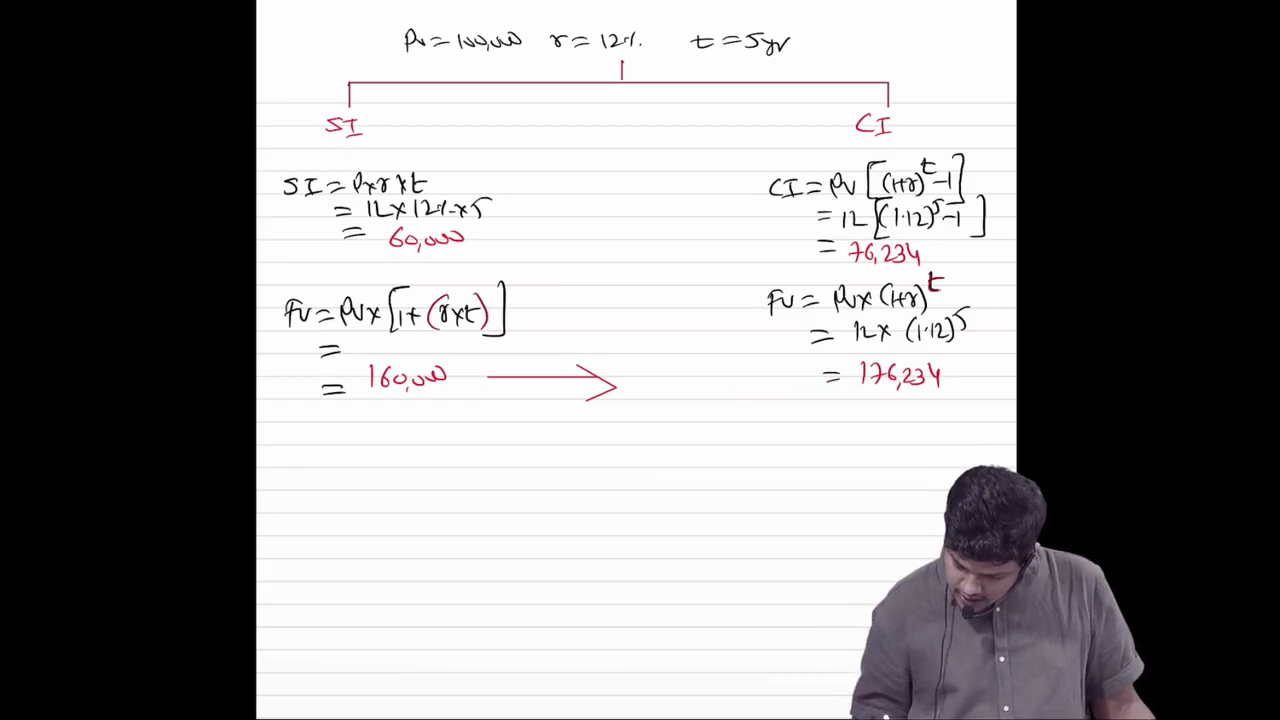 PV = 100,000 r = 12% t = 5yr
SI
CI
SI = P x r x t
= 1L x 12% x 5
= 60,000
FV = PV x [1+ (r x t)]
=
= 160,000
CI = PV [(1+r)^t -1]
= 1L [(1.12)^5 -1]
= 76,234
FV = PV x (1+r)^t
= 1L x (1.12)^5
= 176,234